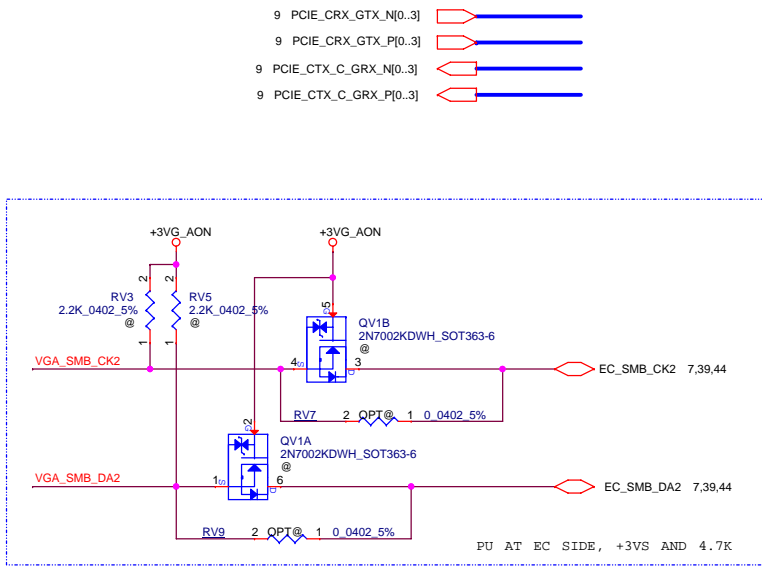 9 PCIE_CRX_GTX_N[0..3]
9 PCIE_CRX_GTX_P[0..3]
9 PCIE_CTX_C_GRX_N[0..3]
9 PCIE_CTX_C_GRX_P[0..3]
+3VG_AON +3VG_AON
2 2
RV3 RV5
2.2K_0402_5% 2.2K_0402_5%
@ @
1 1
5
G
QV1B
2N7002KDWH_SOT363-6
@
VGA_SMB_CK2 4 S D 3 EC_SMB_CK2 7,39,44
RV7 2 OPT@ 1 0_0402_5%
2
G
QV1A
2N7002KDWH_SOT363-6
@
VGA_SMB_DA2 1 S D 6 EC_SMB_DA2 7,39,44
RV9 2 OPT@ 1 0_0402_5%
PU AT EC SIDE, +3VS AND 4.7K